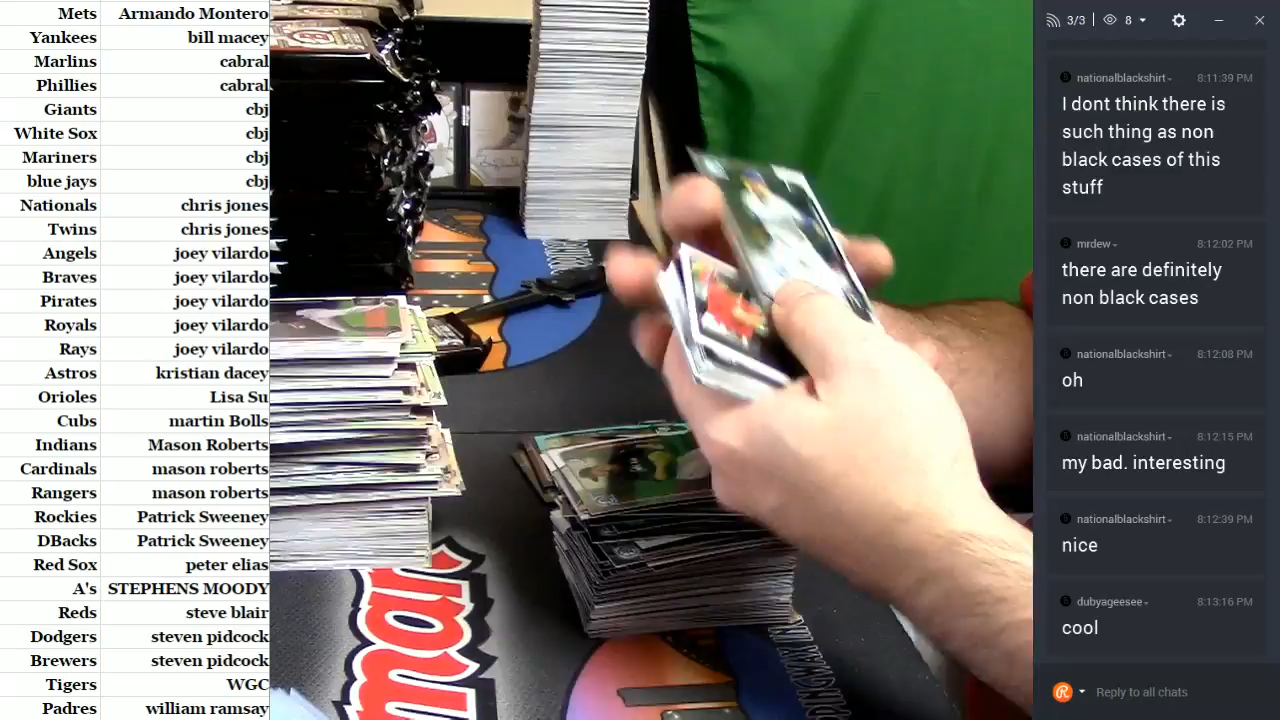 Mets Armando Montero
Yankees bill macey
Marlins cabral
Phillies cabral
Giants cbj
White Sox cbj
Mariners cbj
blue jays cbj
Nationals chris jones
Twins chris jones
Angels joey vilardo
Braves joey vilardo
Pirates joey vilardo
Royals joey vilardo
Rays joey vilardo
Astros kristian dacey
Orioles Lisa Su
Cubs martin Bolls
Indians Mason Roberts
Cardinals mason roberts
Rangers mason roberts
Rockies Patrick Sweeney
DBacks Patrick Sweeney
Red Sox peter elias
A's STEPHENS MOODY
Reds steve blair
Dodgers steven pidcock
Brewers steven pidcock
Tigers WGC
Padres william ramsay
3/3 8
nationalblackshirt 8:11:39 PM
I dont think there is
such thing as non
black cases of this
stuff
mrdew 8:12:02 PM
there are definitely
non black cases
nationalblackshirt 8:12:08 PM
oh
nationalblackshirt 8:12:15 PM
my bad. interesting
nationalblackshirt 8:12:39 PM
nice
dubyageesee 8:13:16 PM
cool
Reply to all chats